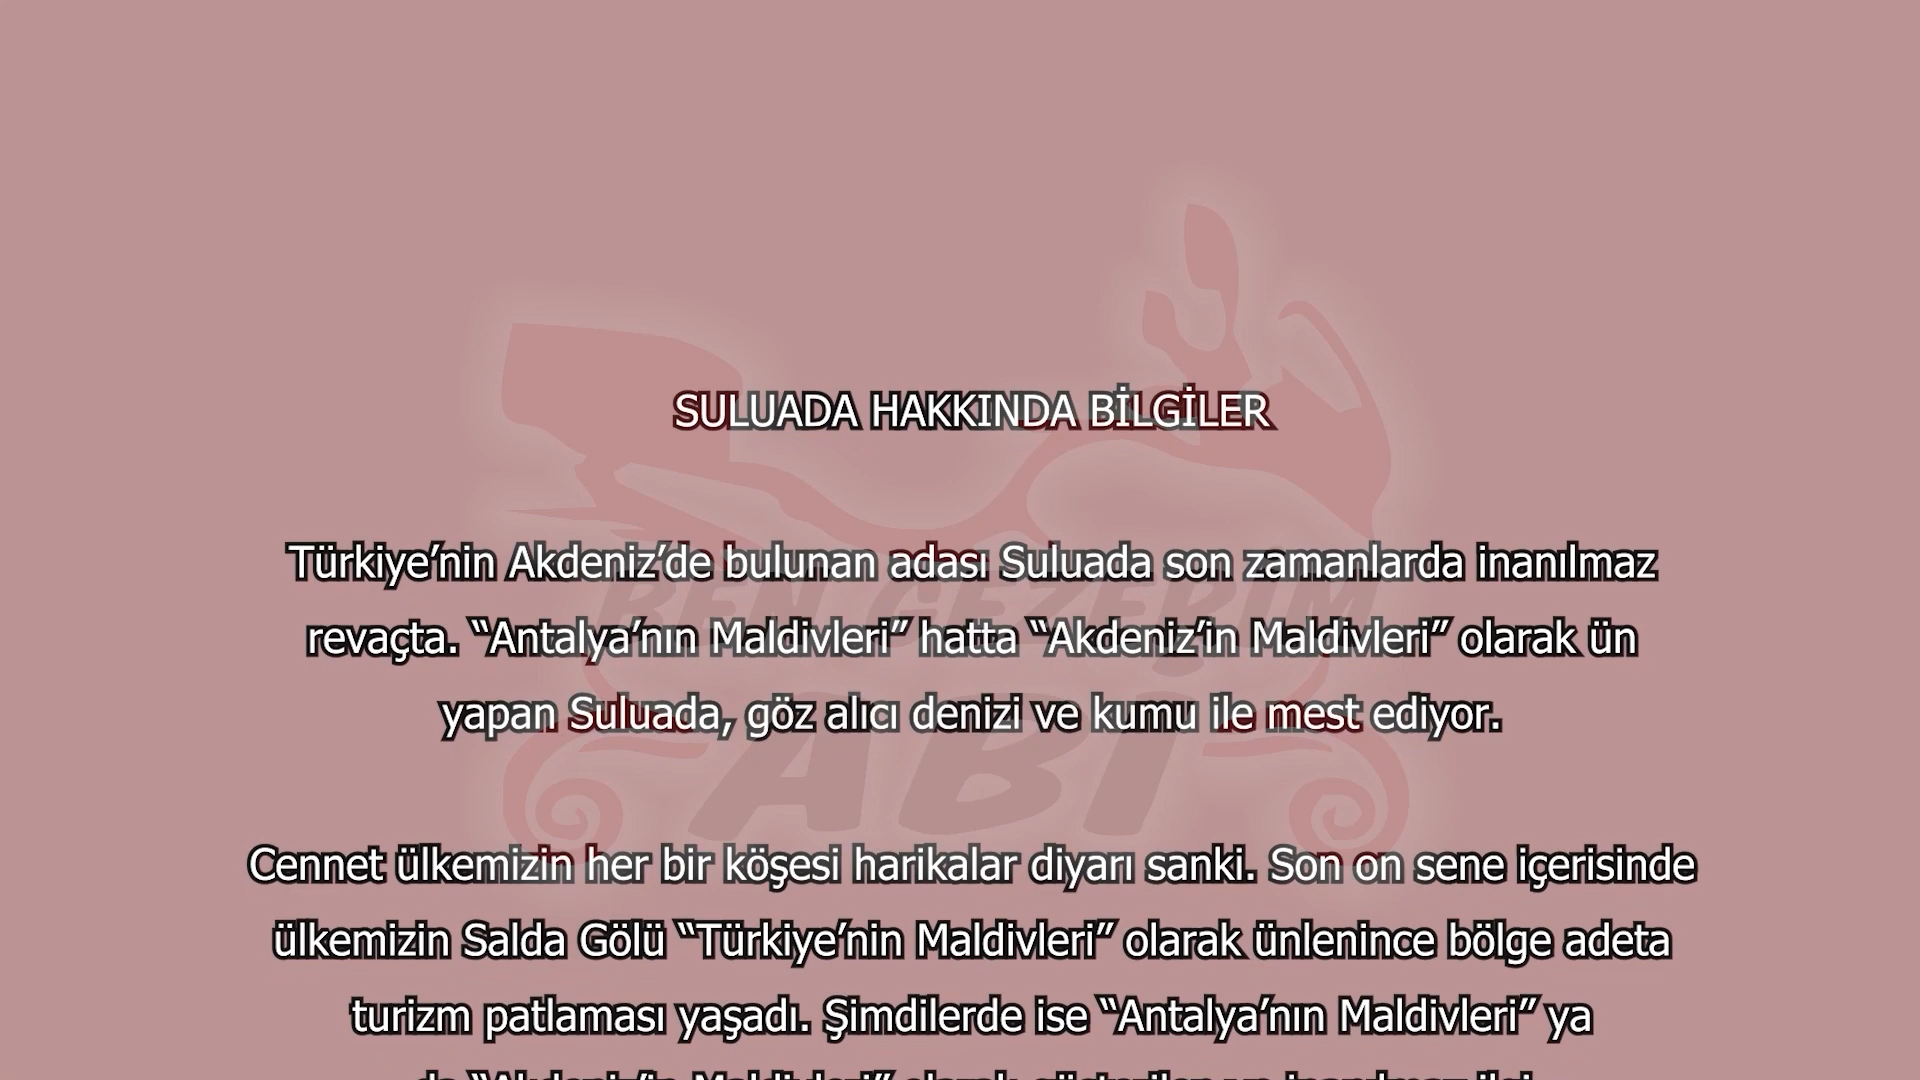 SULUADA HAKKINDA BİLGİLER
Türkiye’nin Akdeniz’de bulunan adası Suluada son zamanlarda inanılmaz
revaçta. “Antalya’nın Maldivleri” hatta “Akdeniz’in Maldivleri” olarak ün
yapan Suluada, göz alıcı denizi ve kumu ile mest ediyor.
Cennet ülkemizin her bir köşesi harikalar diyarı sanki. Son on sene içerisinde
ülkemizin Salda Gölü “Türkiye’nin Maldivleri” olarak ünlenince bölge adeta
turizm patlaması yaşadı. Şimdilerde ise “Antalya’nın Maldivleri” ya
BEN GEZERİM
ABİ